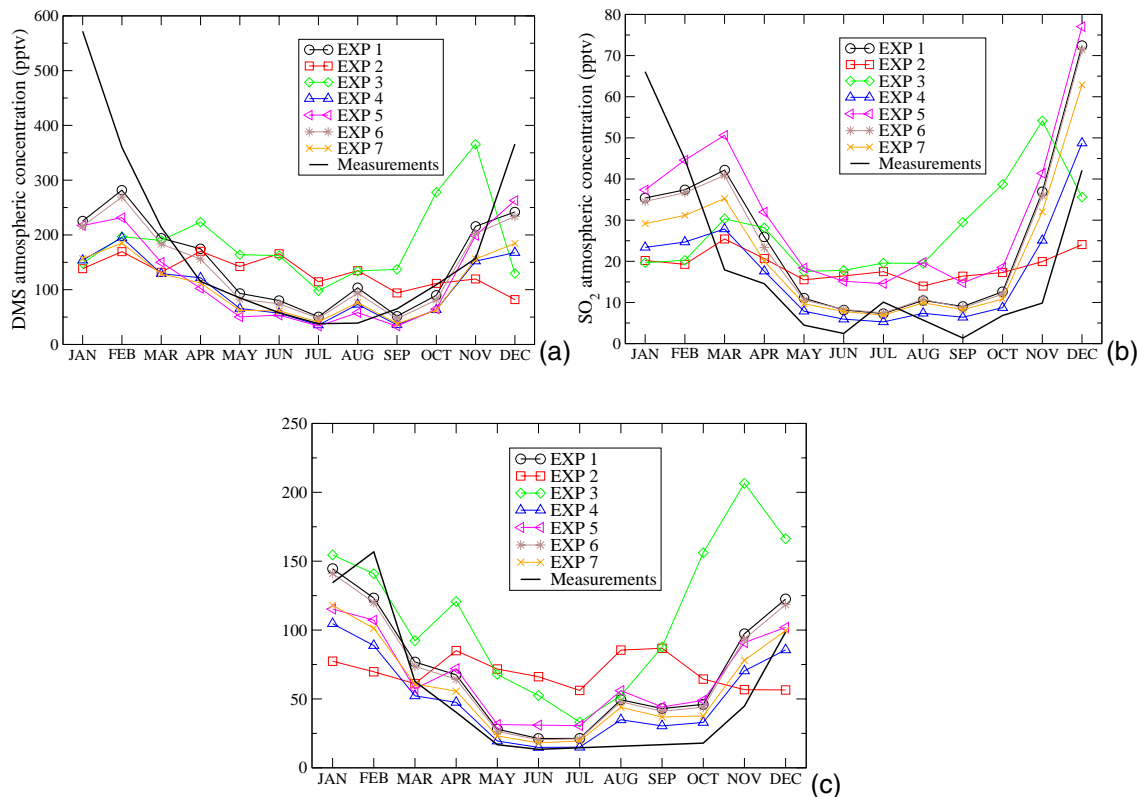 DMS atmospheric concentration (pptv)
600
500
400
300
200
100
0
EXP 1
EXP 2
EXP 3
EXP 4
EXP 5
EXP 6
EXP 7
Measurements
JAN FEB MAR APR MAY JUN JUL AUG SEP OCT NOV DEC
(a)
SO2 atmospheric concentration (pptv)
80
70
60
50
40
30
20
10
0
EXP 1
EXP 2
EXP 3
EXP 4
EXP 5
EXP 6
EXP 7
Measurements
JAN FEB MAR APR MAY JUN JUL AUG SEP OCT NOV DEC
(b)
250
200
150
100
50
0
EXP 1
EXP 2
EXP 3
EXP 4
EXP 5
EXP 6
EXP 7
Measurements
JAN FEB MAR APR MAY JUN JUL AUG SEP OCT NOV DEC
(c)